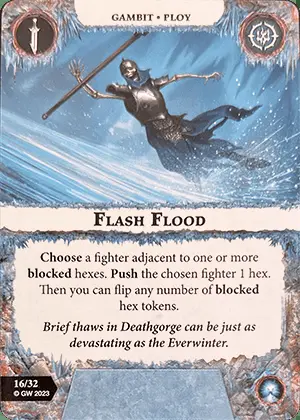 GAMBIT • PLOY
FLASH FLOOD
Choose a fighter adjacent to one or more
blocked hexes. Push the chosen fighter 1 hex.
Then you can flip any number of blocked
hex tokens.
Brief thaws in Deathgorge can be just as
devastating as the Everwinter.
16/32
© GW 2023